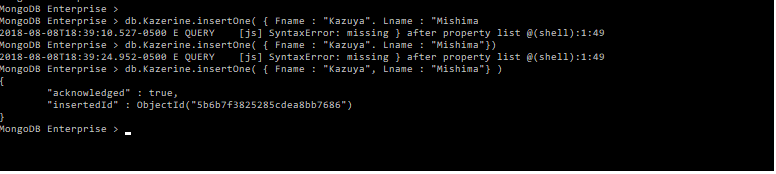 MongoDB Enterprise >
MongoDB Enterprise > db.Kazerine.insertOne( { Fname : "Kazuya". Lname : "Mishima
2018-08-08T18:39:10.527-0500 E QUERY    [js] SyntaxError: missing } after property list @(shell):1:49
MongoDB Enterprise > db.Kazerine.insertOne( { Fname : "Kazuya". Lname : "Mishima"})
2018-08-08T18:39:24.952-0500 E QUERY    [js] SyntaxError: missing } after property list @(shell):1:49
MongoDB Enterprise > db.Kazerine.insertOne( { Fname : "Kazuya", Lname : "Mishima"} )
{
        "acknowledged" : true,
        "insertedId" : ObjectId("5b6b7f3825285cdea8bb7686")
}
MongoDB Enterprise >